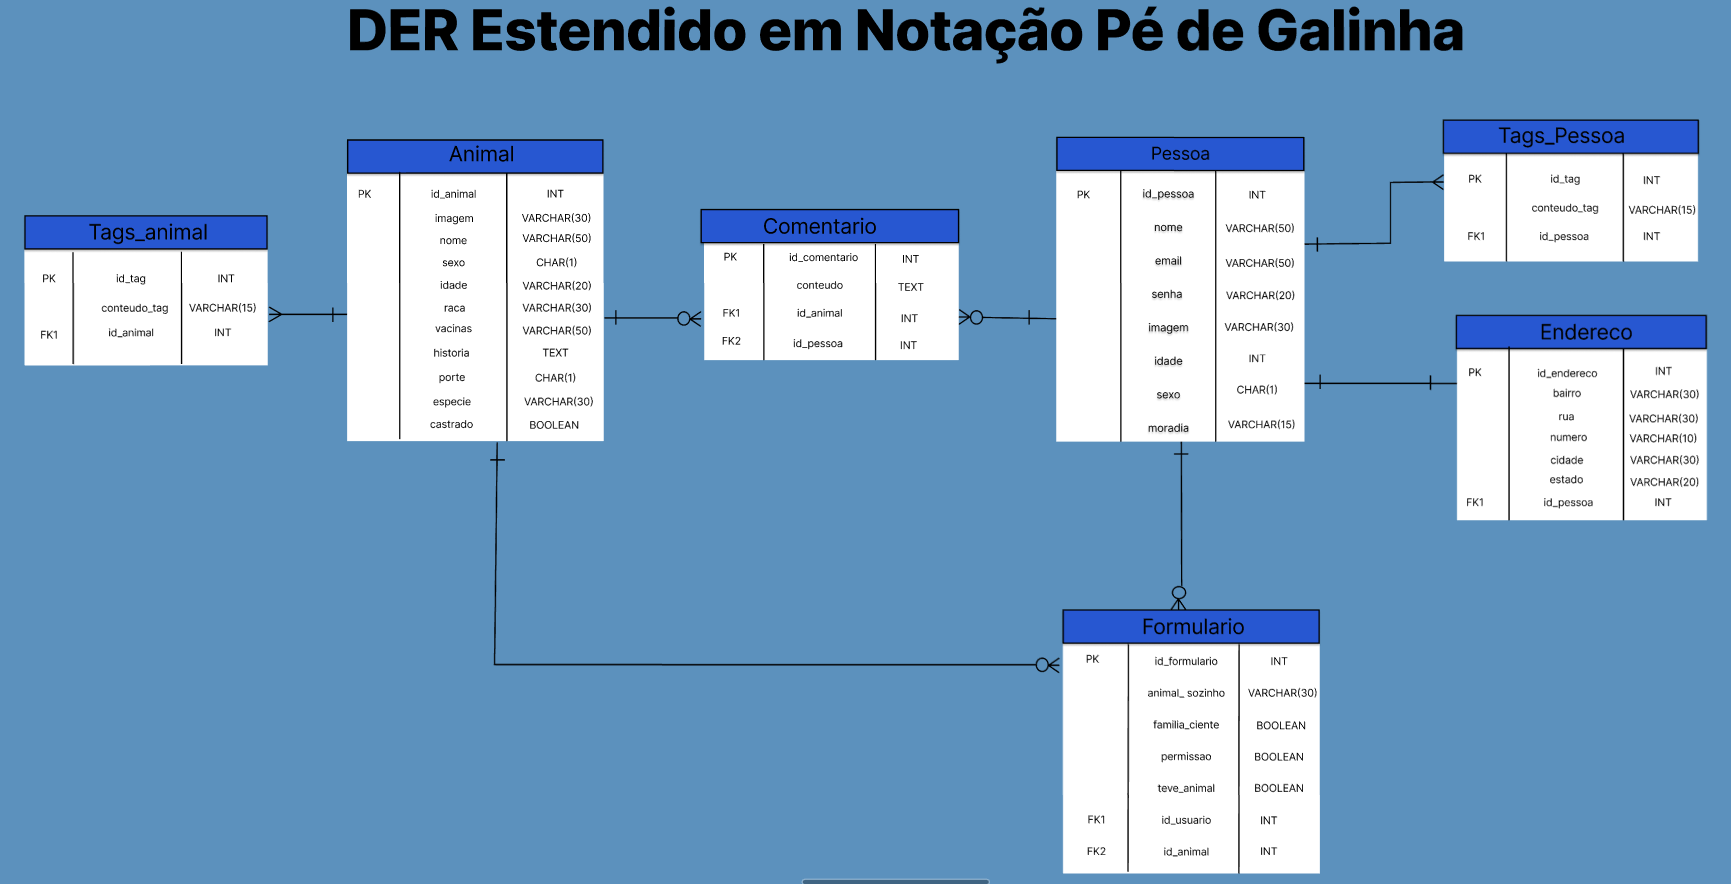 DER Estendido em Notação Pé de Galinha
Tags_animal
PK id_tag INT
conteudo_tag VARCHAR(15)
FK1 id_animal INT
Animal
PK id_animal INT
imagem VARCHAR(30)
nome VARCHAR(50)
sexo CHAR(1)
idade VARCHAR(20)
raca VARCHAR(30)
vacinas VARCHAR(50)
historia TEXT
porte CHAR(1)
especie VARCHAR(30)
castrado BOOLEAN
Comentario
PK id_comentario INT
conteudo TEXT
FK1 id_animal INT
FK2 id_pessoa INT
Pessoa
PK id_pessoa INT
nome VARCHAR(50)
email VARCHAR(50)
senha VARCHAR(20)
imagem VARCHAR(30)
idade INT
sexo CHAR(1)
moradia VARCHAR(15)
Tags_Pessoa
PK id_tag INT
conteudo_tag VARCHAR(15)
FK1 id_pessoa INT
Endereco
PK id_endereco INT
bairro VARCHAR(30)
rua VARCHAR(30)
numero VARCHAR(10)
cidade VARCHAR(30)
estado VARCHAR(20)
FK1 id_pessoa INT
Formulario
PK id_formulario INT
animal_ sozinho VARCHAR(30)
familia_ciente BOOLEAN
permissao BOOLEAN
teve_animal BOOLEAN
FK1 id_usuario INT
FK2 id_animal INT